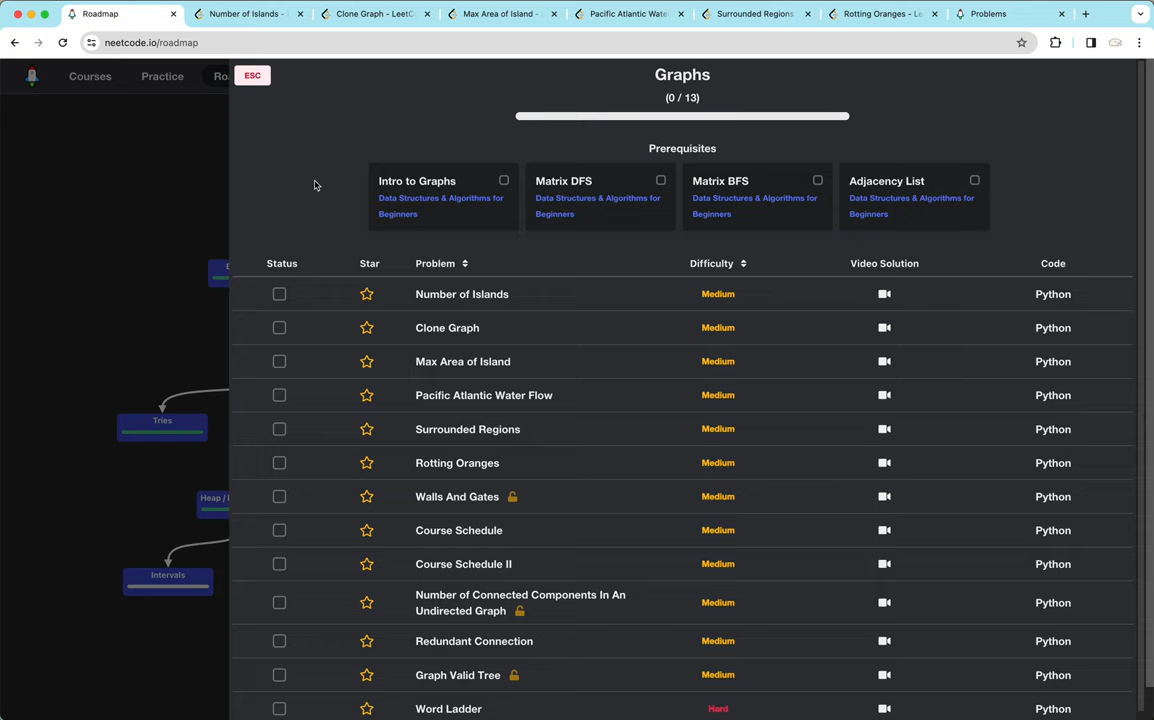 Roadmap
Number of Islands -
Clone Graph - LeetC
Max Area of Island -
Pacific Atlantic Wate
Surrounded Regions
Rotting Oranges - Le
Problems
neetcode.io/roadmap
Courses
Practice
Ro
ESC
Graphs
(0 / 13)
Prerequisites
Intro to Graphs
Data Structures & Algorithms for
Beginners
Matrix DFS
Data Structures & Algorithms for
Beginners
Matrix BFS
Data Structures & Algorithms for
Beginners
Adjacency List
Data Structures & Algorithms for
Beginners
Status Star Problem Difficulty Video Solution Code
Number of Islands Medium Python
Clone Graph Medium Python
Max Area of Island Medium Python
Pacific Atlantic Water Flow Medium Python
Surrounded Regions Medium Python
Rotting Oranges Medium Python
Walls And Gates Medium Python
Course Schedule Medium Python
Course Schedule II Medium Python
Number of Connected Components In An
Undirected Graph Medium Python
Redundant Connection Medium Python
Graph Valid Tree Medium Python
Word Ladder Hard Python
Tries
Heap /
Intervals